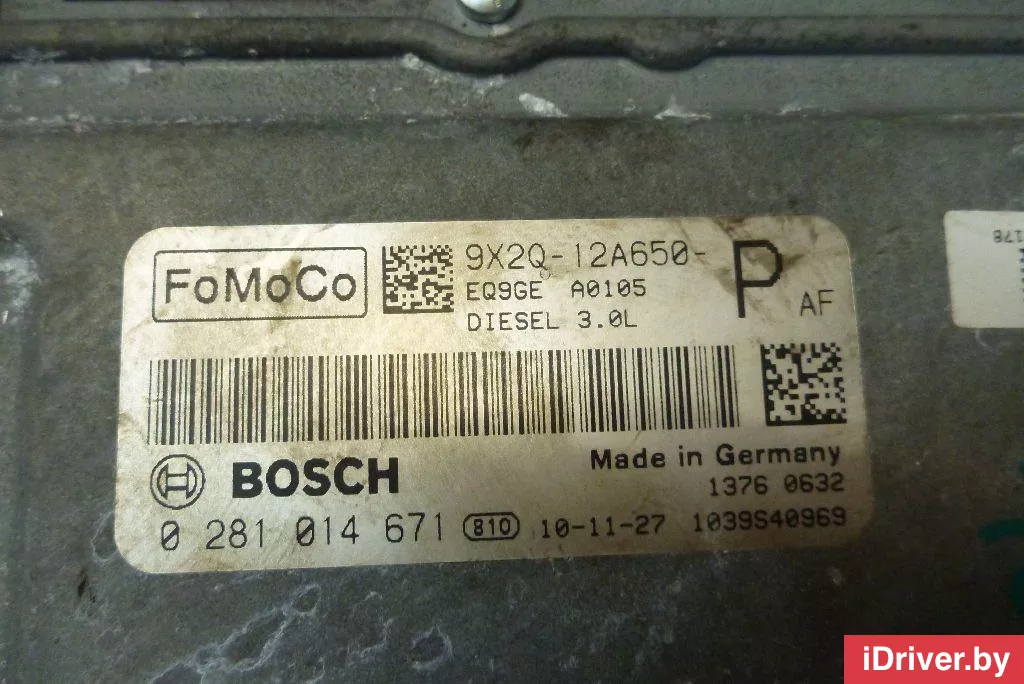 FoMoCo
9X2Q-12A650- P AF
EQ9GE A0105
DIESEL 3.0L
BOSCH
Made in Germany
1376 0632
0 281 014 671 810 10-11-27 1039S40969
178
iDriver.by